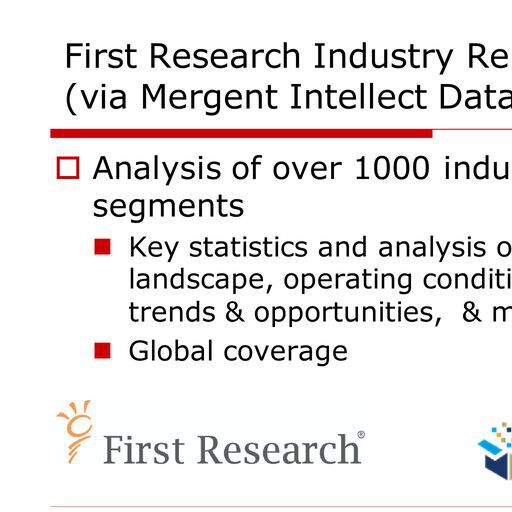 First Research Industry Re
(via Mergent Intellect Data
Analysis of over 1000 indu
segments
Key statistics and analysis o
landscape, operating conditi
trends & opportunities, & m
Global coverage
First Research®